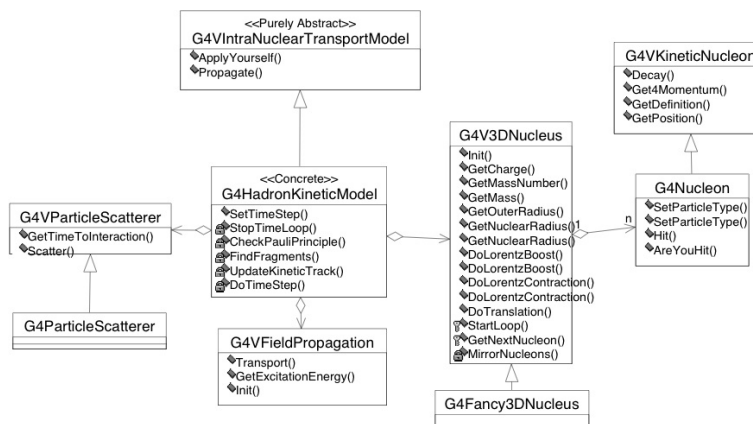 <<Purely Abstract>>
G4VIntraNuclearTransportModel
ApplyYourself()
Propagate()
G4VKineticNucleon
Decay()
Get4Momentum()
GetDefinition()
GetPosition()
G4V3DNucleus
Init()
GetCharge()
GetMassNumber()
GetMass()
GetOuterRadius()
GetNuclearRadius()
GetNuclearRadius()
DoLorentzBoost()
DoLorentzBoost()
DoLorentzContraction()
DoLorentzContraction()
DoTranslation()
StartLoop()
GetNextNucleon()
MirrorNucleons()
1
n
<<Concrete>>
G4HadronKineticModel
SetTimeStep()
StopTimeLoop()
CheckPauliPrinciple()
FindFragments()
UpdateKineticTrack()
DoTimeStep()
G4Nucleon
SetParticleType()
SetParticleType()
Hit()
AreYouHit()
G4VParticleScatterer
GetTimeToInteraction()
Scatter()
G4ParticleScatterer
G4VFieldPropagation
Transport()
GetExcitationEnergy()
Init()
G4Fancy3DNucleus